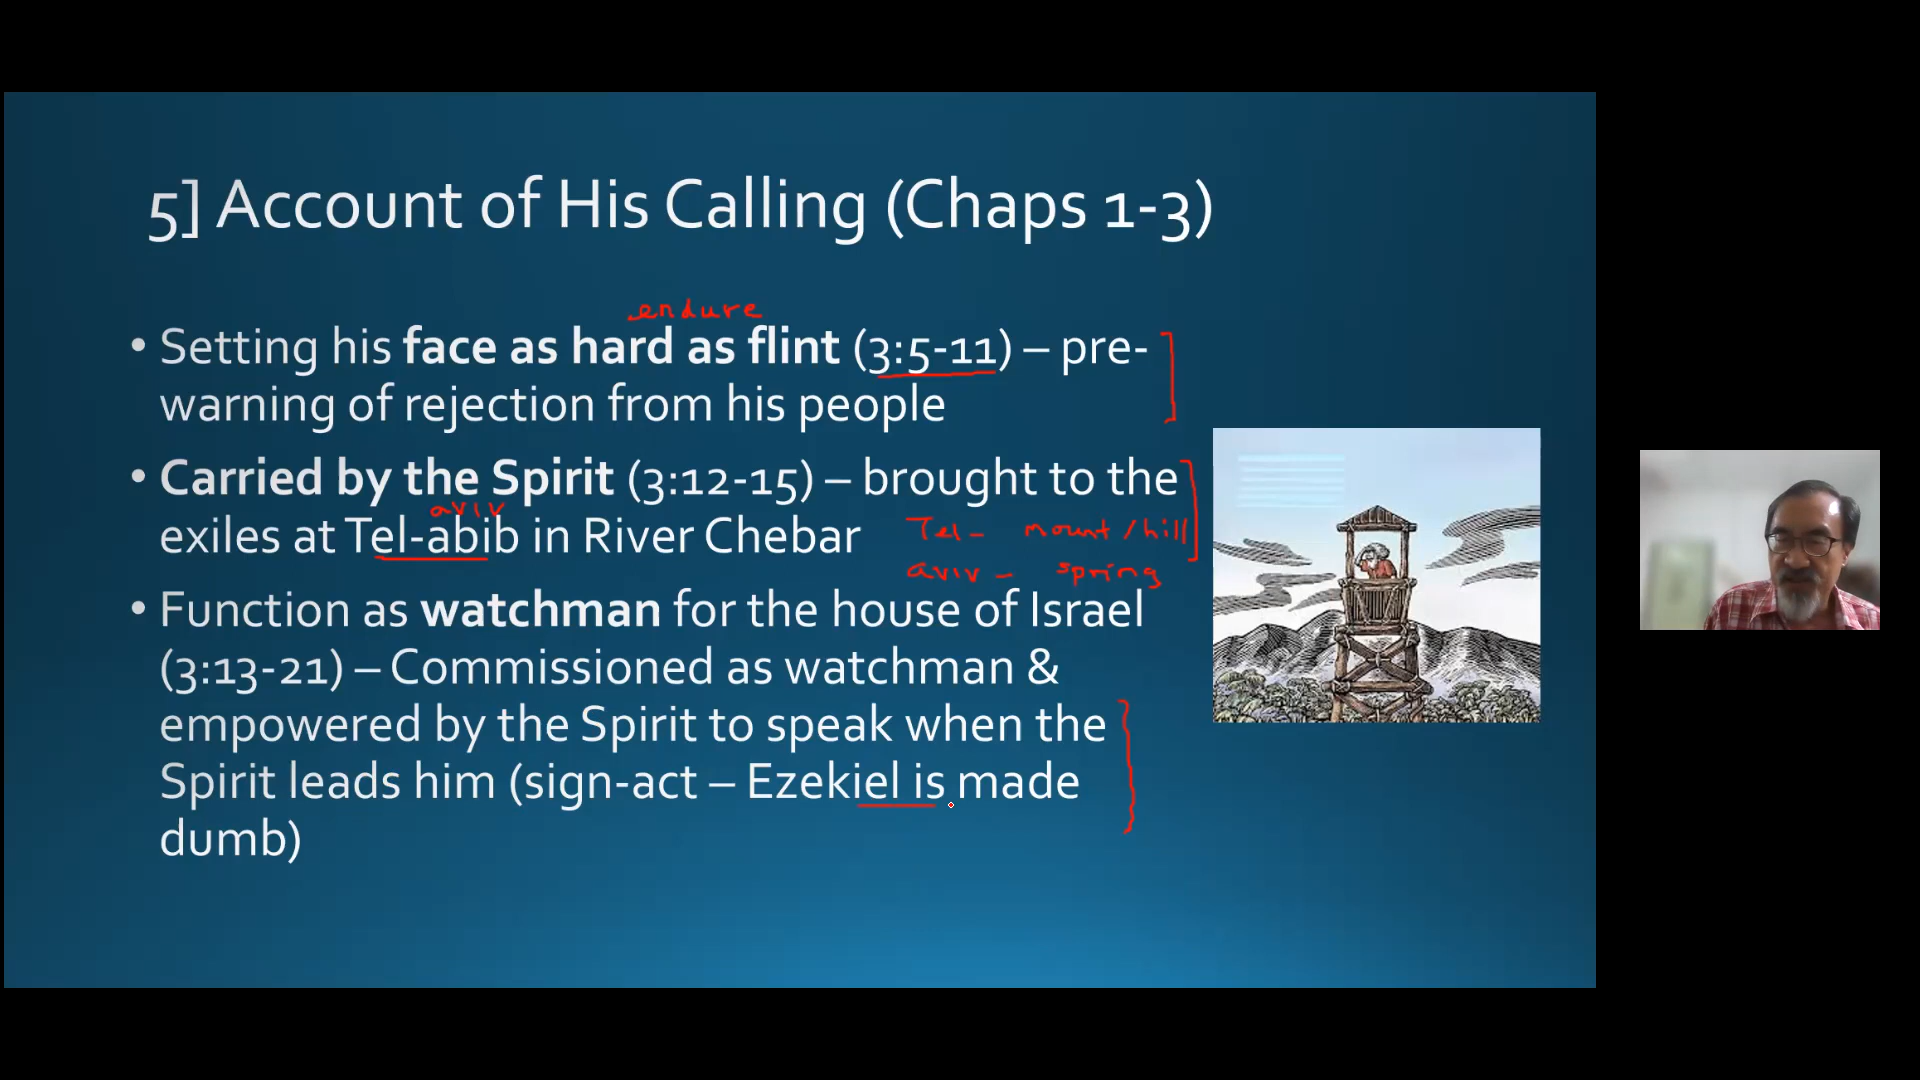 5] Account of His Calling (Chaps 1-3)
endure
• Setting his face as hard as flint (3:5-11) – pre-
warning of rejection from his people
• Carried by the Spirit (3:12-15) – brought to the
aviv
exiles at Tel-abib in River Chebar
Tel - mount/hill
aviv - spring
• Function as watchman for the house of Israel
(3:13-21) – Commissioned as watchman &
empowered by the Spirit to speak when the
Spirit leads him (sign-act – Ezekiel is made
dumb)